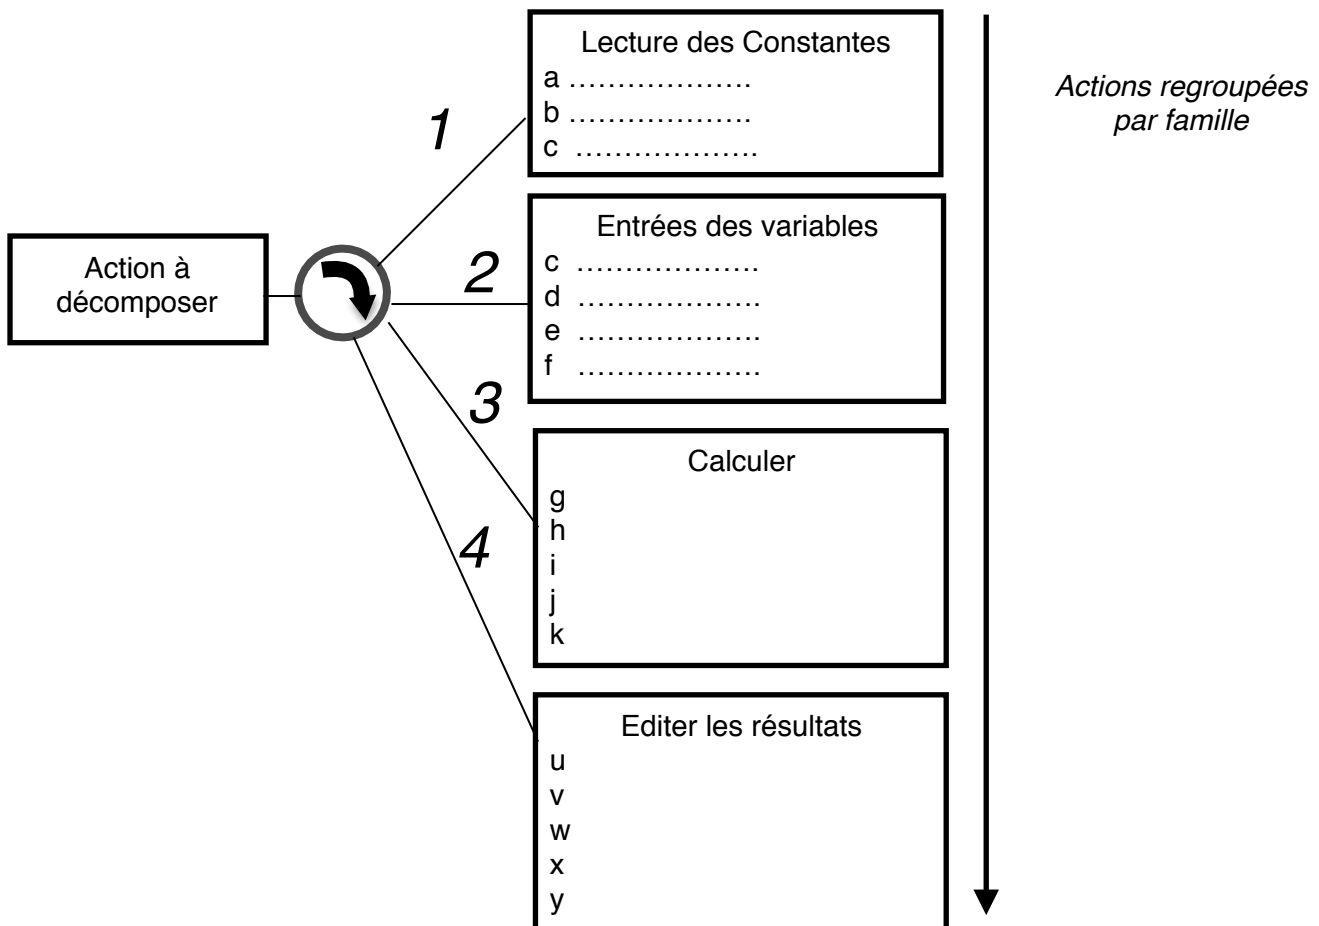 Lecture des Constantes
a ...................
b ...................
c ...................
Actions regroupées
par famille
1
Entrées des variables
c ...................
d ...................
e ...................
f ...................
2
Action à
décomposer
3
Calculer
g
h
i
j
k
4
Editer les résultats
u
v
w
x
y